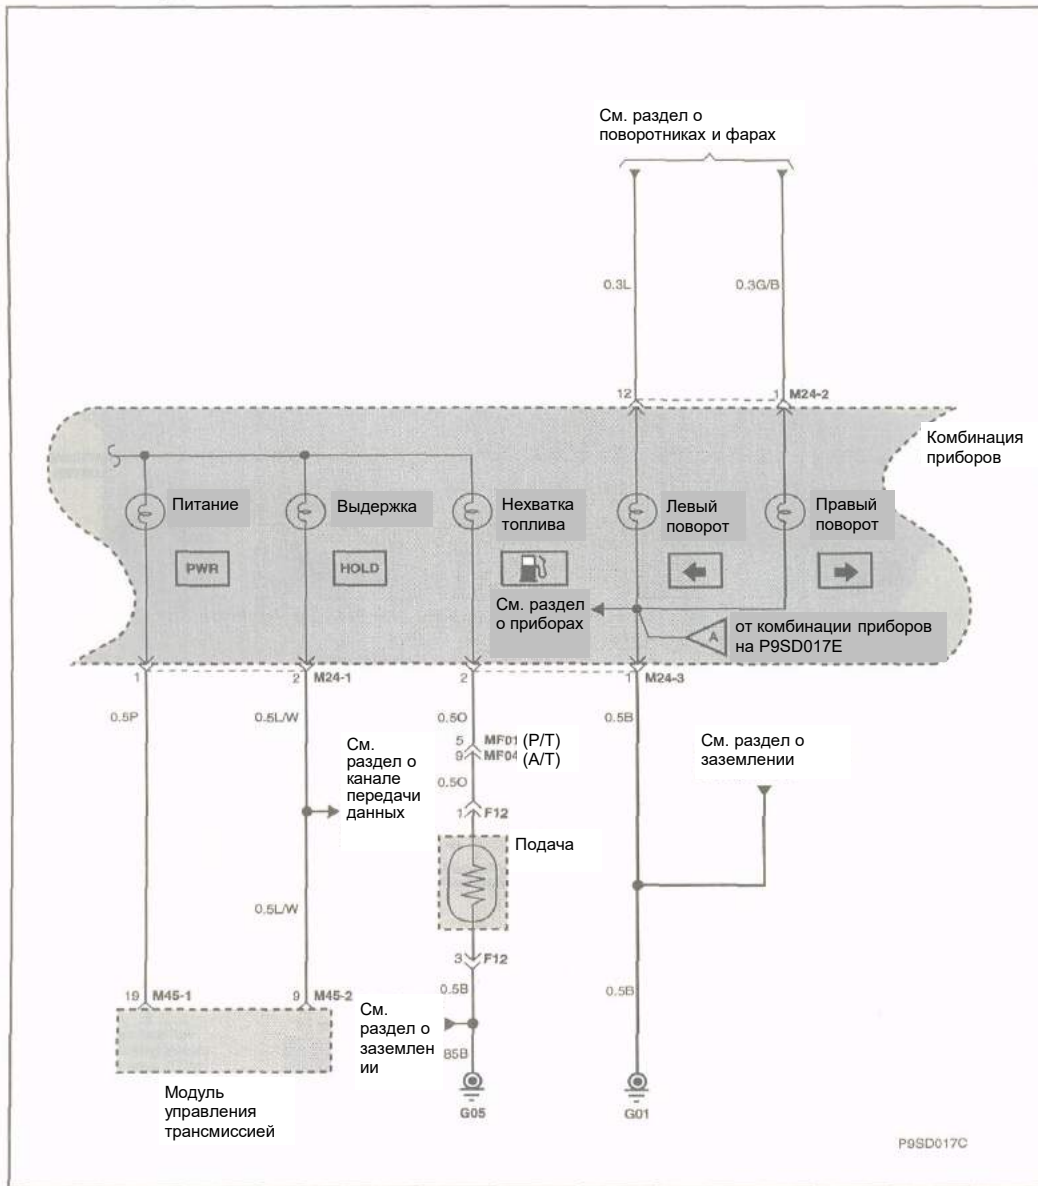 См. раздел о
поворотниках и фарах
0.3L
0.3G/B
12
1
M24-2
Комбинация
приборов
Питание
Выдержка
Нехватка
топлива
Левый
поворот
Правый
поворот
PWR
HOLD
См. раздел
о приборах
A
от комбинации приборов
на P9SD017E
1
2
M24-1
2
1
M24-3
0.5P
0.5L/W
0.5O
0.5B
См.
раздел о
канале
передачи
данных
5 MF01 (P/T)
9 MF04 (A/T)
0.5O
См. раздел о
заземлении
1 F12
Подача
0.5L/W
3 F12
0.5B
0.5B
19 M45-1
9 M45-2
См.
раздел о
заземлен
ии
B5B
Модуль
управления
трансмиссией
G05
G01
P9SD017C